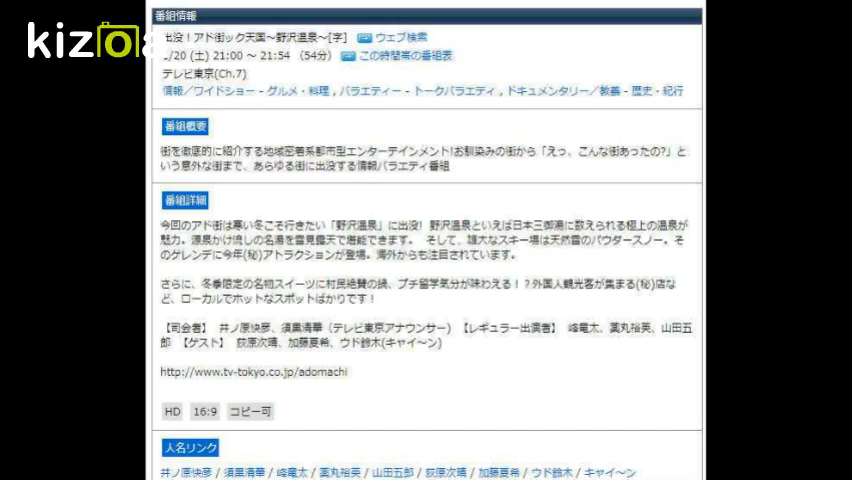 番組情報
kizoa
出没！アド街ック天国～野沢温泉～[字] ウェブ検索
/20 (土) 21:00 ～ 21:54 （54分） この時間帯の番組表
テレビ東京(Ch.7)
情報／ワイドショー - グルメ・料理 , バラエティー - トークバラエティ , ドキュメンタリー／教養 - 歴史・紀行
番組概要
街を徹底的に紹介する地域密着系都市型エンターテインメント!お馴染みの街から「えっ、こんな街あったの?」と
いう意外な街まで、あらゆる街に出没する情報バラエティ番組
番組詳細
今回のアド街は寒い冬こそ行きたい「野沢温泉」に出没! 野沢温泉といえば日本三御湯に数えられる極上の温泉が
魅力。源泉かけ流しの名湯を雪見露天で堪能できます。 そして、雄大なスキー場は天然雪のパウダースノー。そ
のゲレンデに今年(秘)アトラクションが登場。海外からも注目されています。
さらに、冬季限定の名物スイーツに村民絶賛の鍋、プチ留学気分が味わえる！？外国人観光客が集まる(秘)店な
ど、ローカルでホットなスポットばかりです！
【司会者】 井ノ原快彦、須黒清華（テレビ東京アナウンサー) 【レギュラー出演者】 峰竜太、薬丸裕英、山田五
郎 【ゲスト】 荻原次晴、加藤夏希、ウド鈴木(キャイ～ン)
http://www.tv-tokyo.co.jp/adomachi
HD 16:9 コピー可
人名リンク
井ノ原快彦 / 須黒清華 / 峰竜太 / 薬丸裕英 / 山田五郎 / 荻原次晴 / 加藤夏希 / ウド鈴木 / キャイ～ン